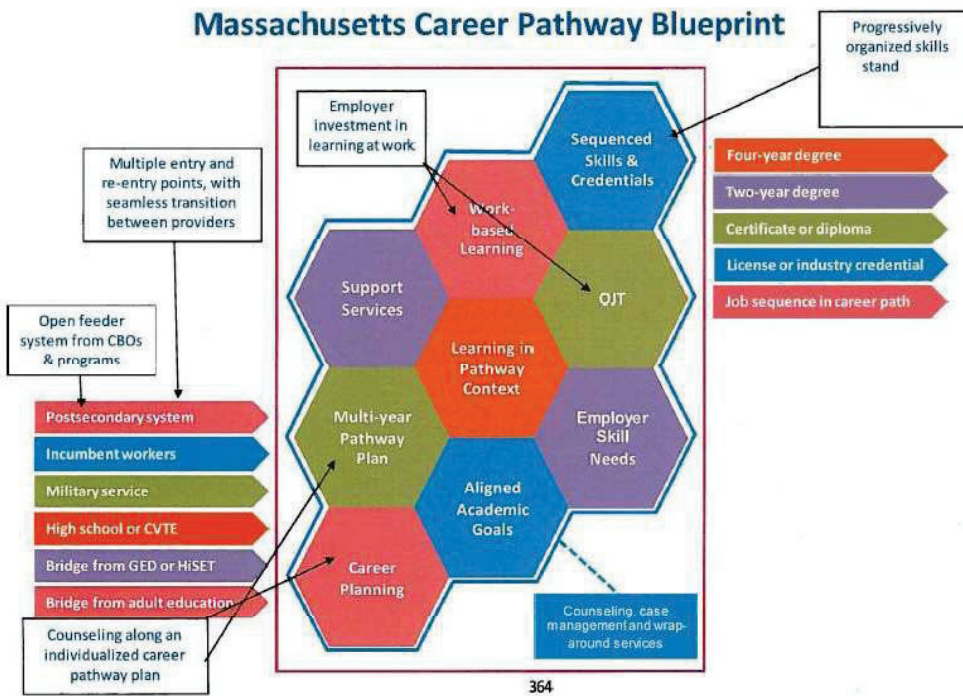 Massachusetts Career Pathway Blueprint
Progressively
organized skills
stand
Employer
investment in
learning at work
Multiple entry and
re-entry points, with
seamless transition
between providers
Open feeder
system from CBOs
& programs
Sequenced
Skills &
Credentials
Work-
based
Learning
Support
Services
OJT
Learning in
Pathway
Context
Multi-year
Pathway
Plan
Employer
Skill
Needs
Aligned
Academic
Goals
Career
Planning
Four-year degree
Two-year degree
Certificate or diploma
License or industry credential
Job sequence in career path
Postsecondary system
Incumbent workers
Military service
High school or CVTE
Bridge from GED or HiSET
Bridge from adult education
Counseling along an
individualized career
pathway plan
Counseling, case
management and wrap-
around services
364